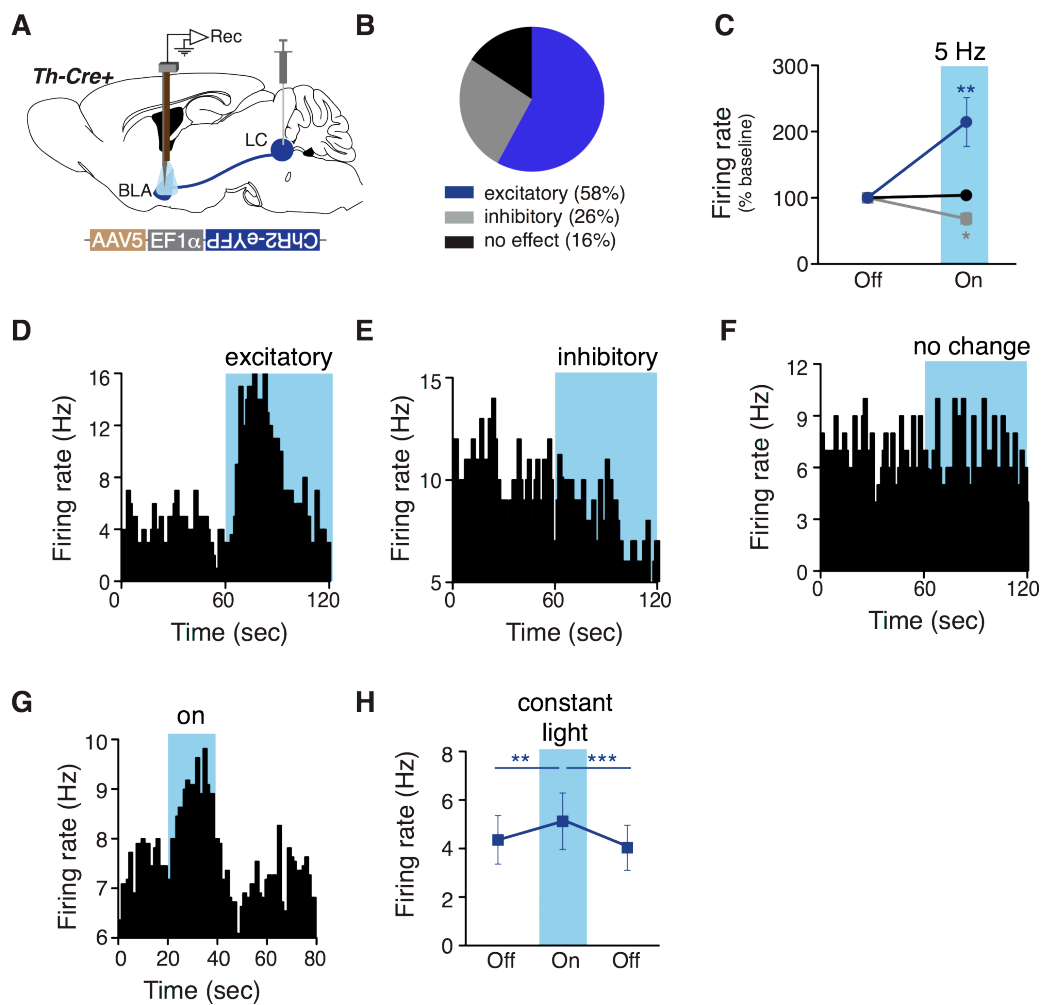 A
Rec
Th-Cre+
LC
BLA
AAV5 EF1α ChR2-eYFP
B
excitatory (58%)
inhibitory (26%)
no effect (16%)
C
5 Hz
300
200
100
0
Firing rate
(% baseline)
**
*
Off On
D
excitatory
16
12
8
4
0
Firing rate (Hz)
0 60 120
Time (sec)
E
inhibitory
15
10
5
Firing rate (Hz)
0 60 120
Time (sec)
F
no change
12
9
6
3
0
Firing rate (Hz)
0 60 120
Time (sec)
G
on
10
9
8
7
6
Firing rate (Hz)
0 20 40 60 80
Time (sec)
H
constant
light
** ***
8
6
4
2
0
Firing rate (Hz)
Off On Off